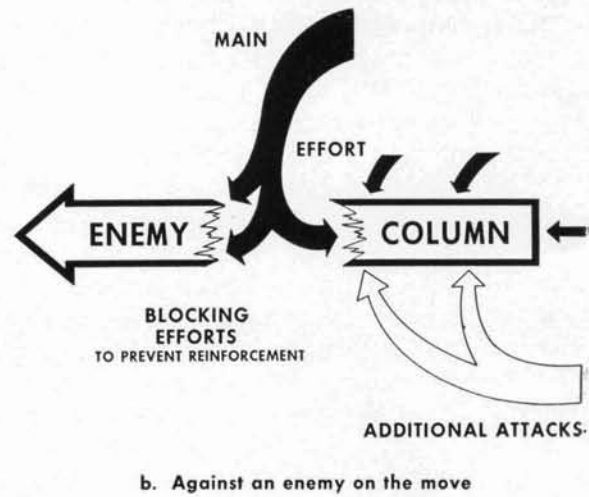 MAIN
EFFORT
ENEMY
COLUMN
BLOCKING
EFFORTS
TO PREVENT REINFORCEMENT
ADDITIONAL ATTACKS
b. Against an enemy on the move